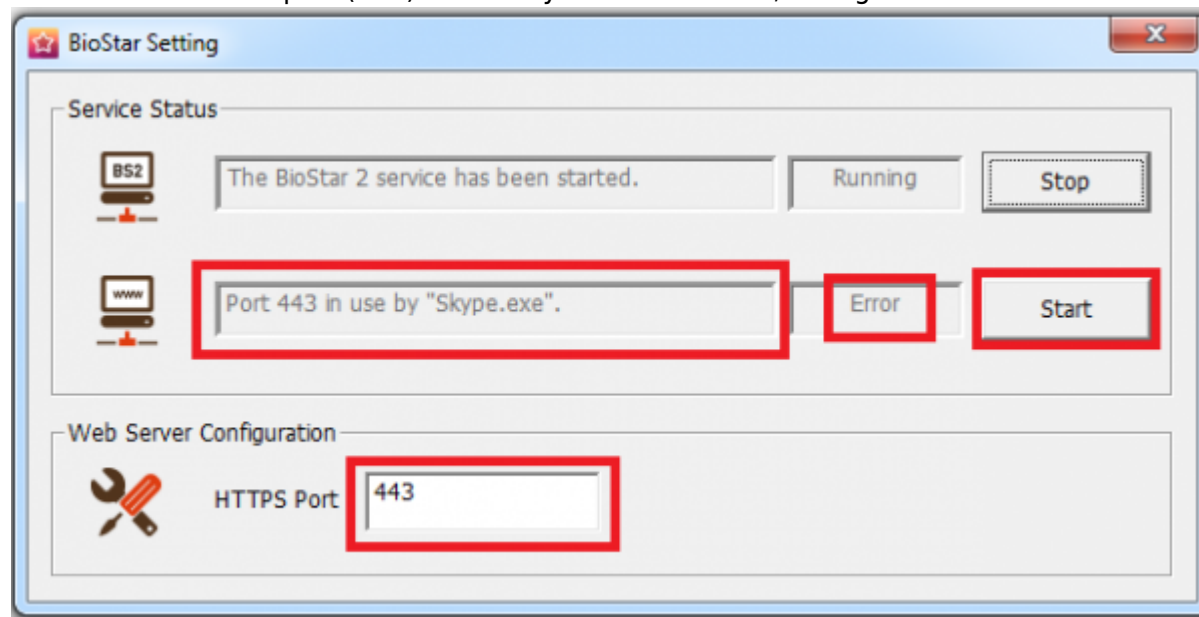 BioStar Setting
Service Status
BS2
The BioStar 2 service has been started.
Running
Stop
www
Port 443 in use by "Skype.exe".
Error
Start
Web Server Configuration
HTTPS Port
443